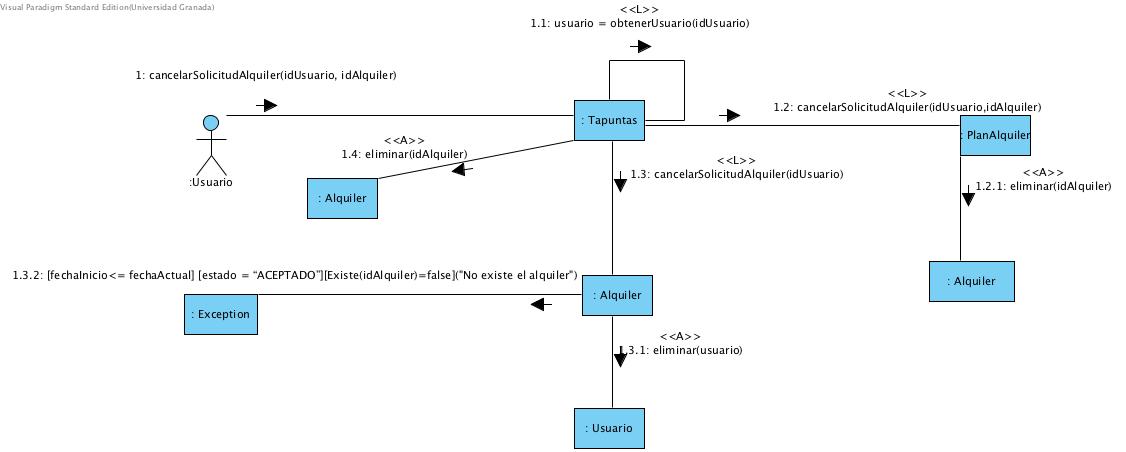 Visual Paradigm Standard Edition(Universidad Granada)
<<L>>
1.1: usuario = obtenerUsuario(idUsuario)
1: cancelarSolicitudAlquiler(idUsuario, idAlquiler)
<<L>>
1.2: cancelarSolicitudAlquiler(idUsuario,idAlquiler)
: Tapuntas
: PlanAlquiler
<<A>>
1.4: eliminar(idAlquiler)
<<L>>
1.3: cancelarSolicitudAlquiler(idUsuario)
<<A>>
1.2.1: eliminar(idAlquiler)
:Usuario
: Alquiler
1.3.2: [fechaInicio<= fechaActual] [estado = “ACEPTADO”][Existe(idAlquiler)=false]("No existe el alquiler")
: Alquiler
: Alquiler
: Exception
<<A>>
1.3.1: eliminar(usuario)
: Usuario